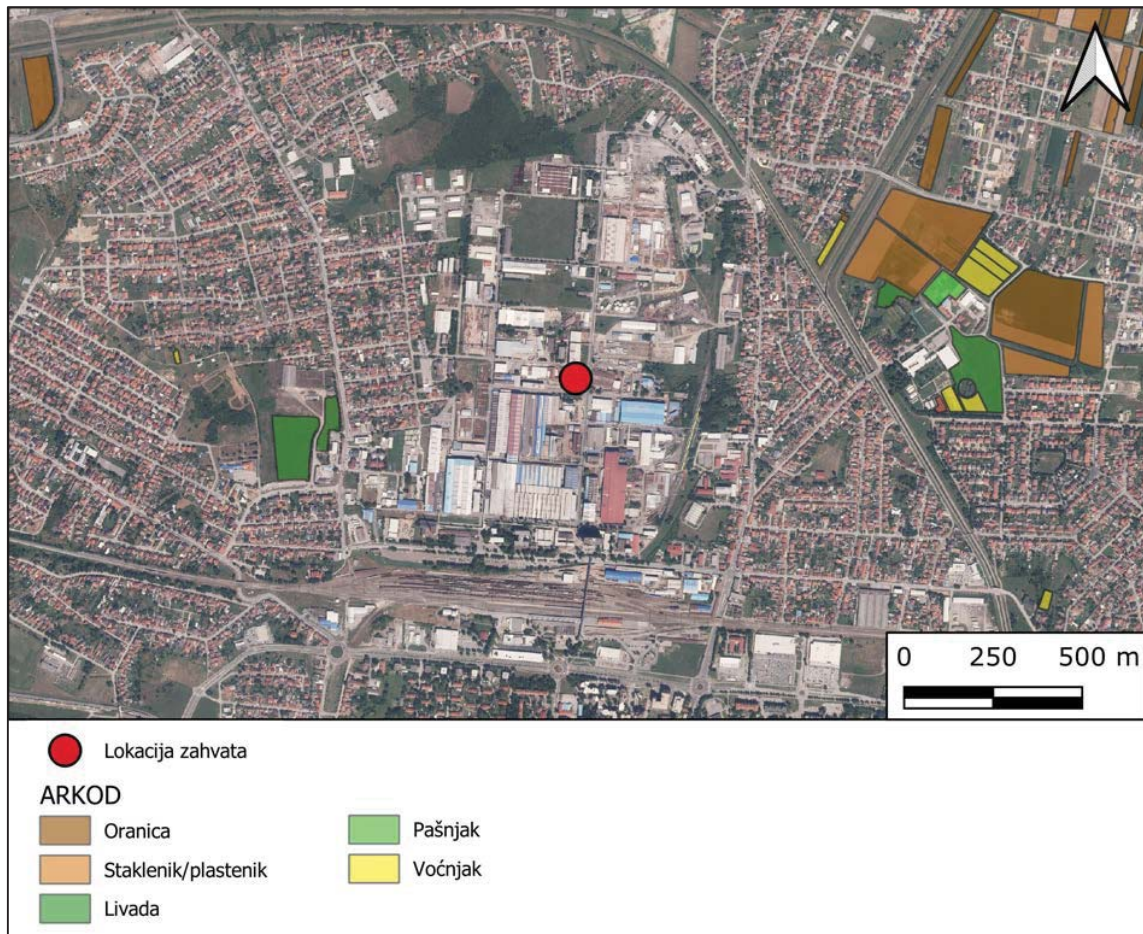 0 250 500 m
Lokacija zahvata
ARKOD
Oranica
Staklenik/plastenik
Livada
Pašnjak
Voćnjak